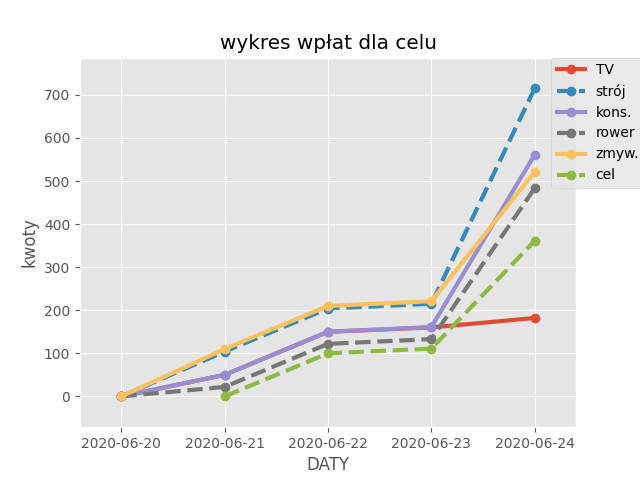 wykres wpłat dla celu
TV
strój
kons.
rower
zmyw.
cel
kwoty
700
600
500
400
300
200
100
0
2020-06-20 2020-06-21 2020-06-22 2020-06-23 2020-06-24
DATY